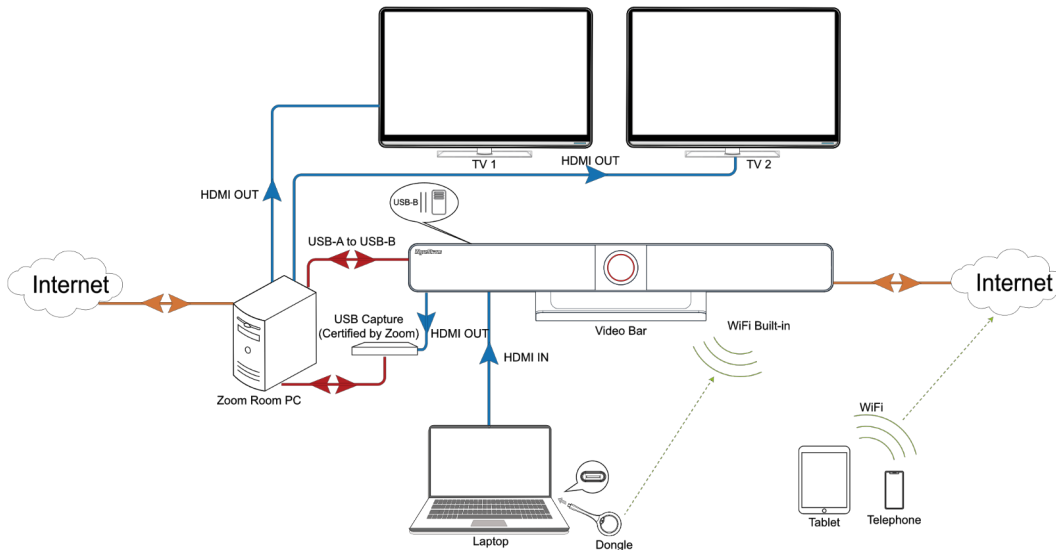 TV 1
TV 2
HDMI OUT
HDMI OUT
USB-B
USB-A to USB-B
Internet
Internet
USB Capture
(Certified by Zoom)
HDMI OUT
Video Bar
WiFi Built-in
HDMI IN
Zoom Room PC
WiFi
Tablet
Telephone
Laptop
Dongle